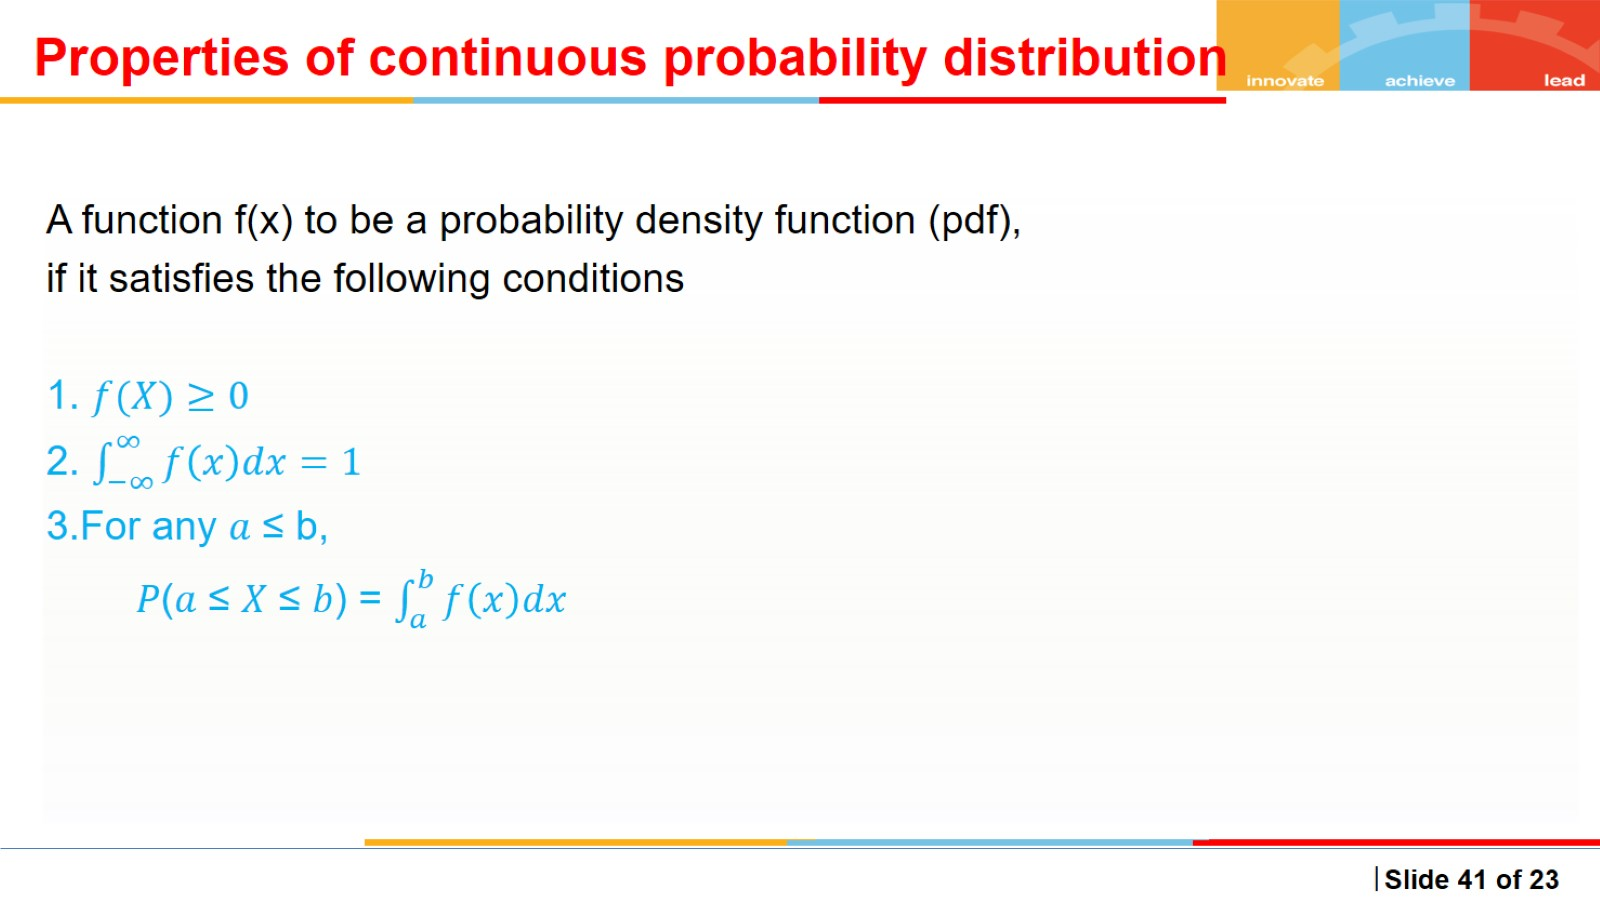 Properties of continuous probability distribution
innovate achieve lead
A function f(x) to be a probability density function (pdf),
if it satisfies the following conditions
1. f(X) ≥ 0
2. ∫_{-∞}^{∞} f(x)dx = 1
3.For any a ≤ b,
P(a ≤ X ≤ b) = ∫_{a}^{b} f(x)dx
Slide 41 of 23